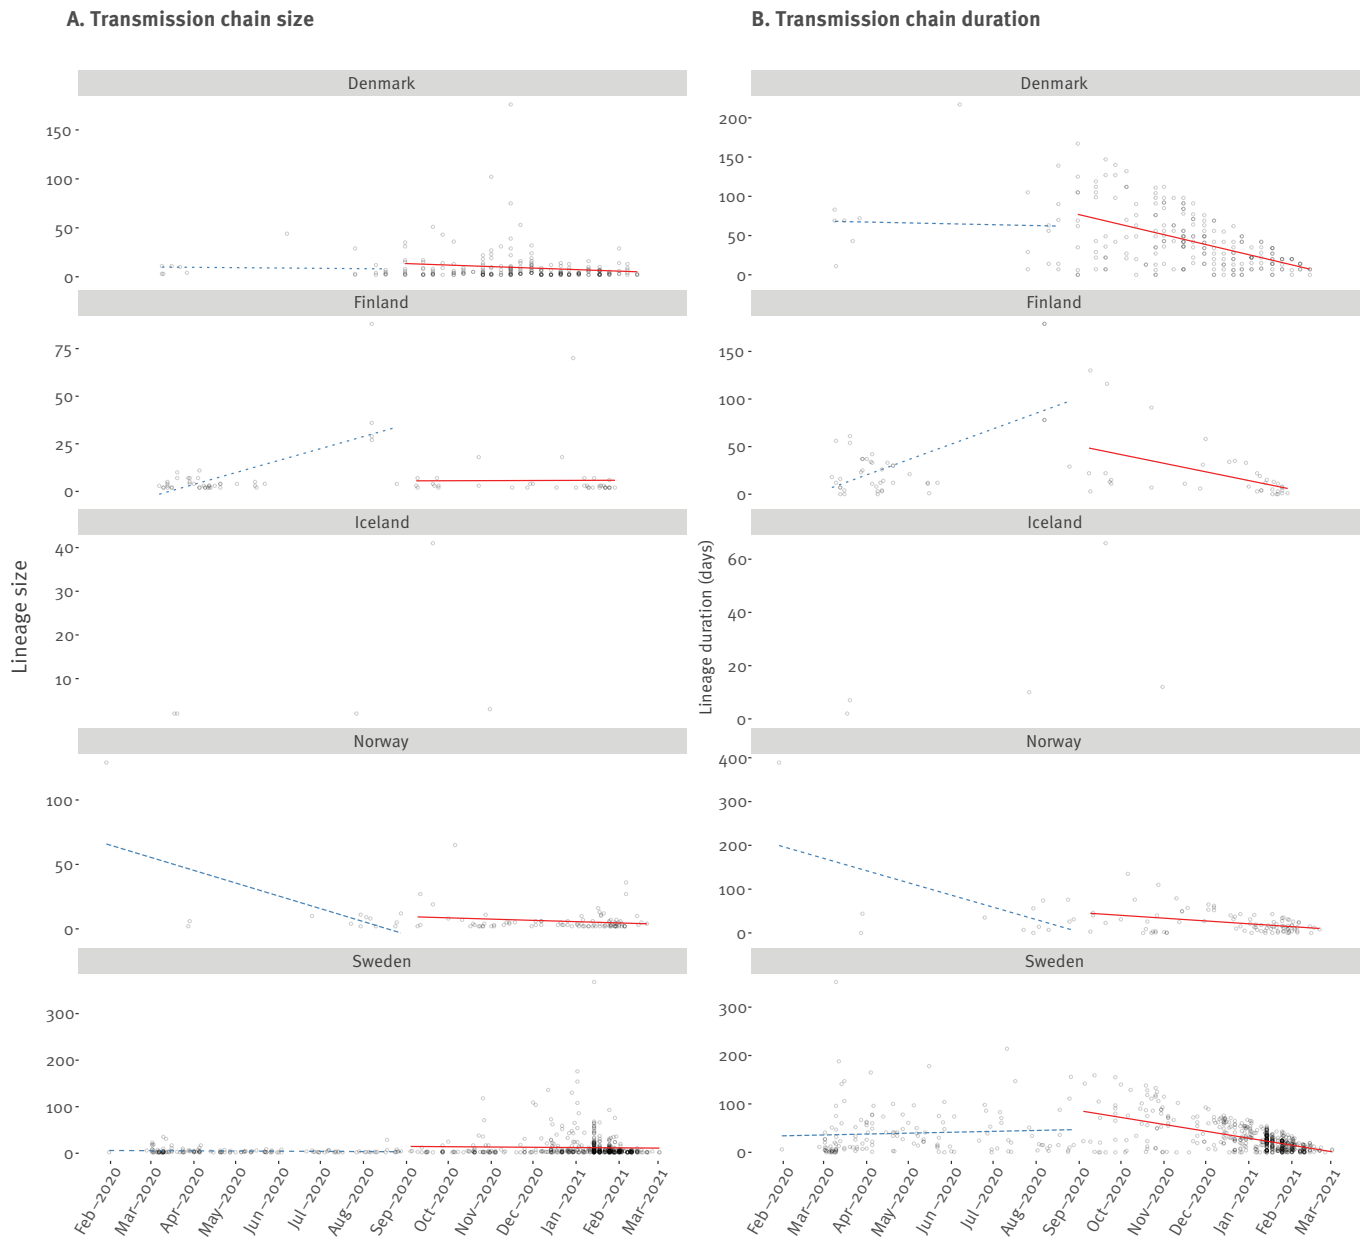 A. Transmission chain size
Denmark
150
100
50
0
Finland
75
50
25
0
Iceland
40
30
20
10
Norway
100
50
0
Sweden
300
200
100
0
Lineage size
Feb–2020
Mar–2020
Apr–2020
May–2020
Jun–2020
Jul–2020
Aug–2020
Sep–2020
Oct–2020
Nov–2020
Dec–2020
Jan–2021
Feb–2021
Mar–2021
B. Transmission chain duration
Denmark
200
150
100
50
0
Finland
150
100
50
0
Iceland
60
40
20
0
Norway
400
300
200
100
0
Sweden
300
200
100
0
Lineage duration (days)
Feb–2020
Mar–2020
Apr–2020
May–2020
Jun–2020
Jul–2020
Aug–2020
Sep–2020
Oct–2020
Nov–2020
Dec–2020
Jan–2021
Feb–2021
Mar–2021